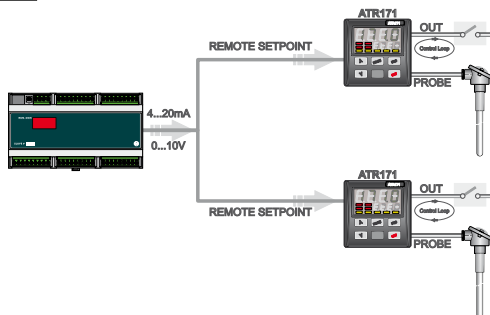 ATR171
OUT
REMOTE SETPOINT
Control Loop
PROBE
4...20mA
0...10V
ATR171
OUT
Control Loop
REMOTE SETPOINT
PROBE